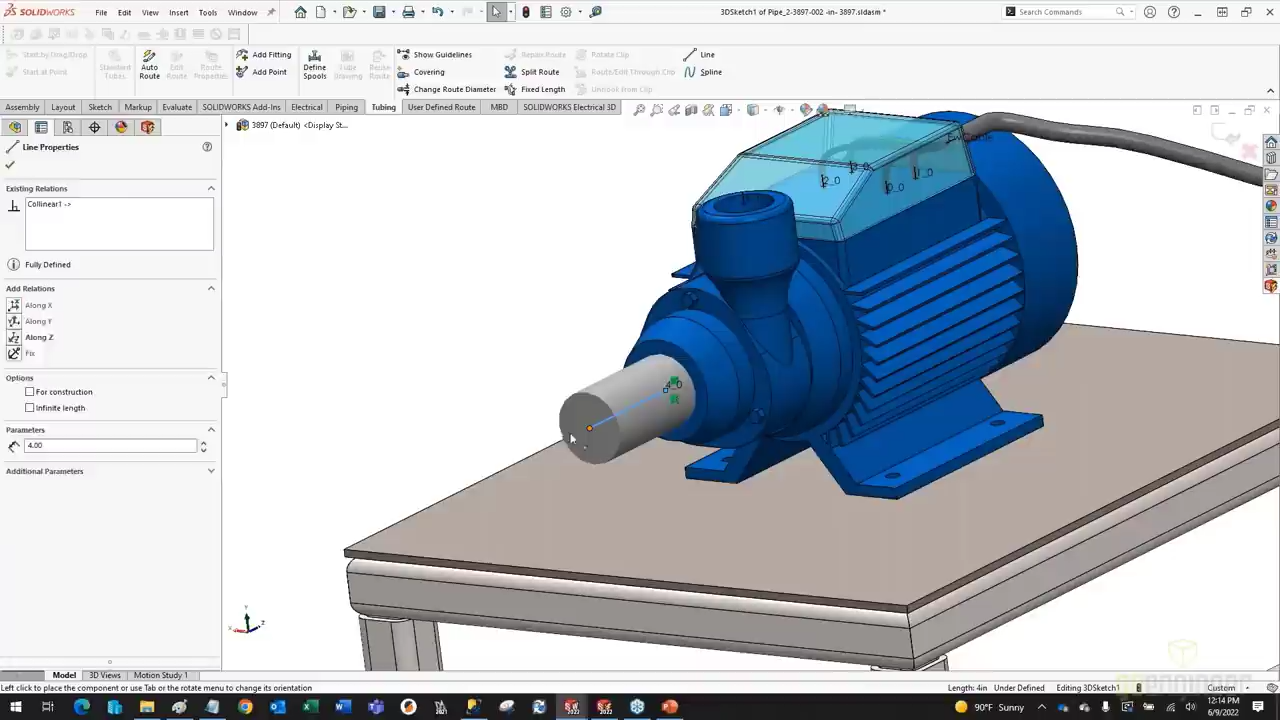 SOLIDWORKS
File
Edit
View
Insert
Tools
Window
3DSketch1 of Pipe_2-3897-002 -in- 3897.sldasm *
Search Commands
Start by Drag/Drop
Start at Point
Auto Route
Edit Route
Route Properties
Add Fitting
Add Point
Define Spools
Tube Drawing
Show Guidelines
Covering
Change Route Diameter
Repair Route
Split Route
Fixed Length
Rotate Clip
Route/Edit Through Clip
Unhook from Clip
Line
Spline
Assembly
Layout
Sketch
Markup
Evaluate
SOLIDWORKS Add-Ins
Electrical
Piping
Tubing
User Defined Route
MBD
SOLIDWORKS Electrical 3D
3897 (Default) <Display St...
Line Properties
Existing Relations
Collinear1 ->
Fully Defined
Add Relations
Along X
Along Y
Along Z
Fix
Options
For construction
Infinite length
Parameters
4.00
Additional Parameters
2_0
0_0
Model
3D Views
Motion Study 1
Left click to place the component or use Tab or the rotate menu to change its orientation
Length: 4in
Under Defined
Editing 3DSketch1
Custom
90°F Sunny
12:14 PM
6/9/2022